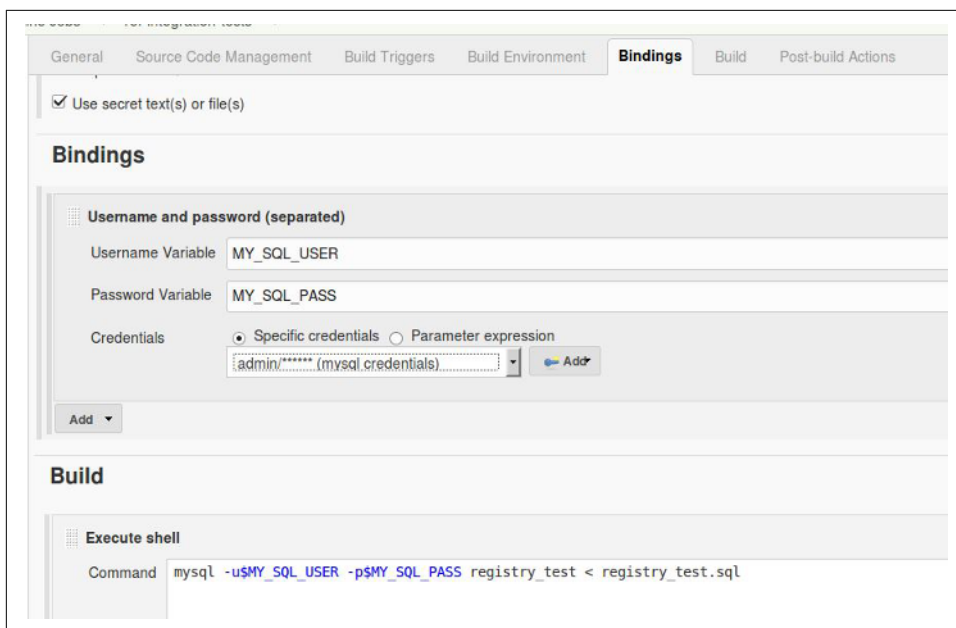 General Source Code Management Build Triggers Build Environment Bindings Build Post-build Actions
Use secret text(s) or file(s)
Bindings
Username and password (separated)
Username Variable MY_SQL_USER
Password Variable MY_SQL_PASS
Credentials Specific credentials Parameter expression
admin/****** (mysql credentials) Add
Add
Build
Execute shell
Command mysql -u$MY_SQL_USER -p$MY_SQL_PASS registry_test < registry_test.sql